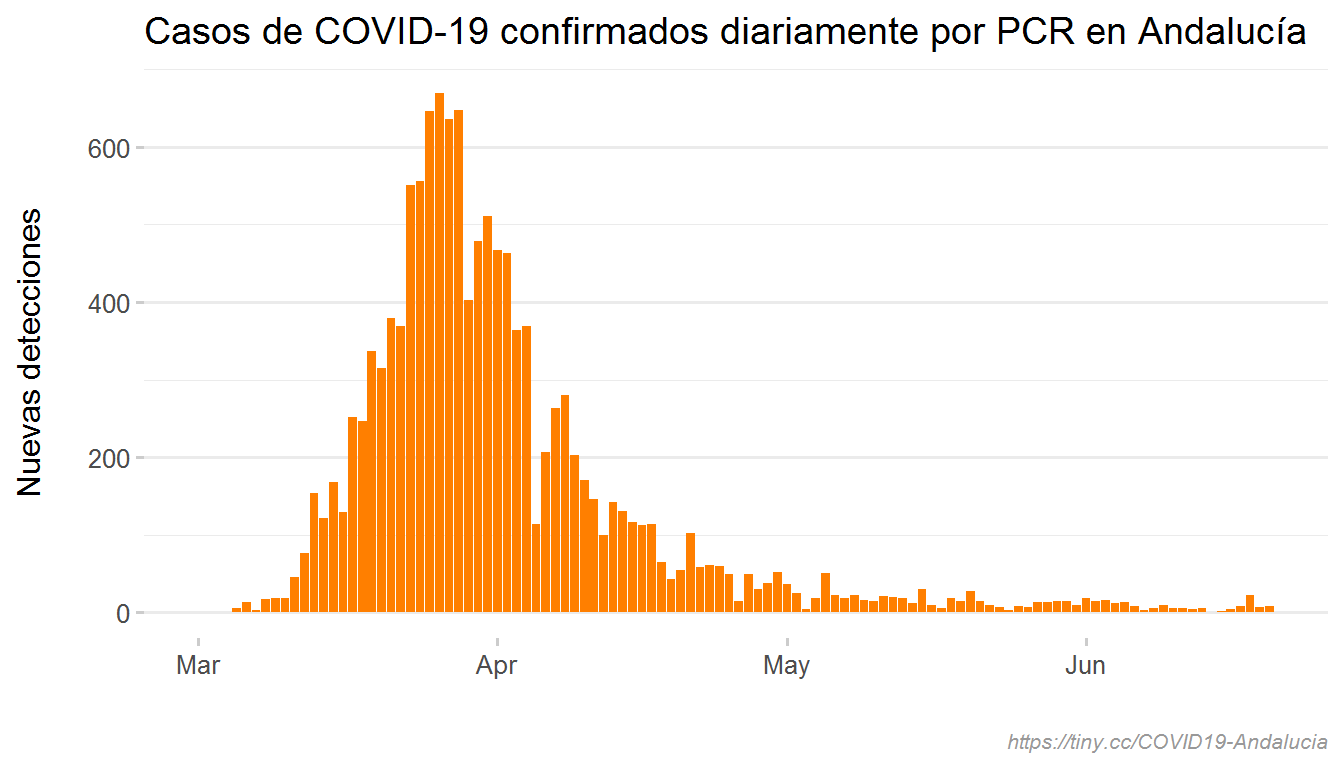 Casos de COVID-19 confirmados diariamente por PCR en Andalucía
Nuevas detecciones
600
400
200
0
Mar Apr May Jun
https://tiny.cc/COVID19-Andalucia